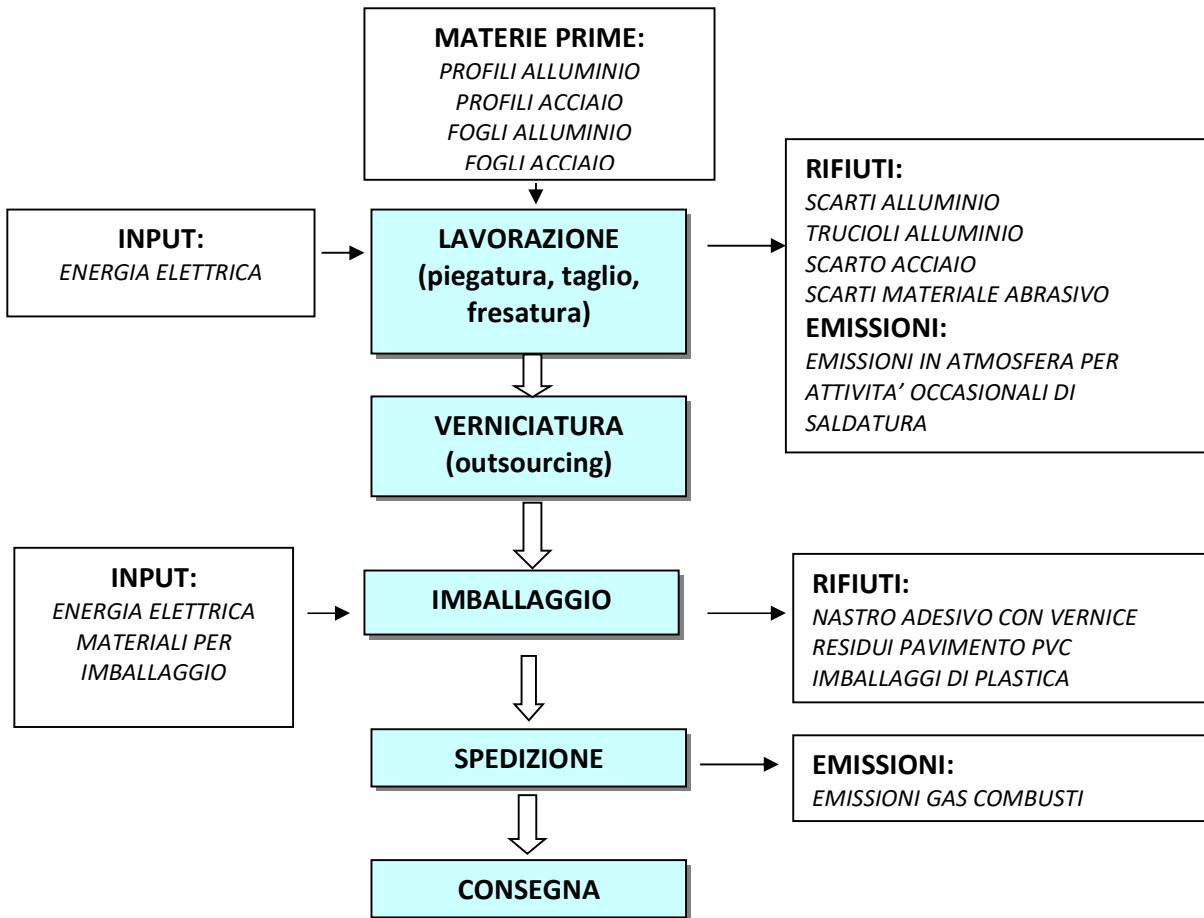 MATERIE PRIME:
PROFILI ALLUMINIO
PROFILI ACCIAIO
FOGLI ALLUMINIO
FOGLI ACCIAIO
INPUT:
ENERGIA ELETTRICA
LAVORAZIONE
(piegatura, taglio,
fresatura)
RIFIUTI:
SCARTI ALLUMINIO
TRUCIOLI ALLUMINIO
SCARTO ACCIAIO
SCARTI MATERIALE ABRASIVO
EMISSIONI:
EMISSIONI IN ATMOSFERA PER
ATTIVITA’ OCCASIONALI DI
SALDATURA
VERNICIATURA
(outsourcing)
INPUT:
ENERGIA ELETTRICA
MATERIALI PER
IMBALLAGGIO
IMBALLAGGIO
RIFIUTI:
NASTRO ADESIVO CON VERNICE
RESIDUI PAVIMENTO PVC
IMBALLAGGI DI PLASTICA
SPEDIZIONE
EMISSIONI:
EMISSIONI GAS COMBUSTI
CONSEGNA